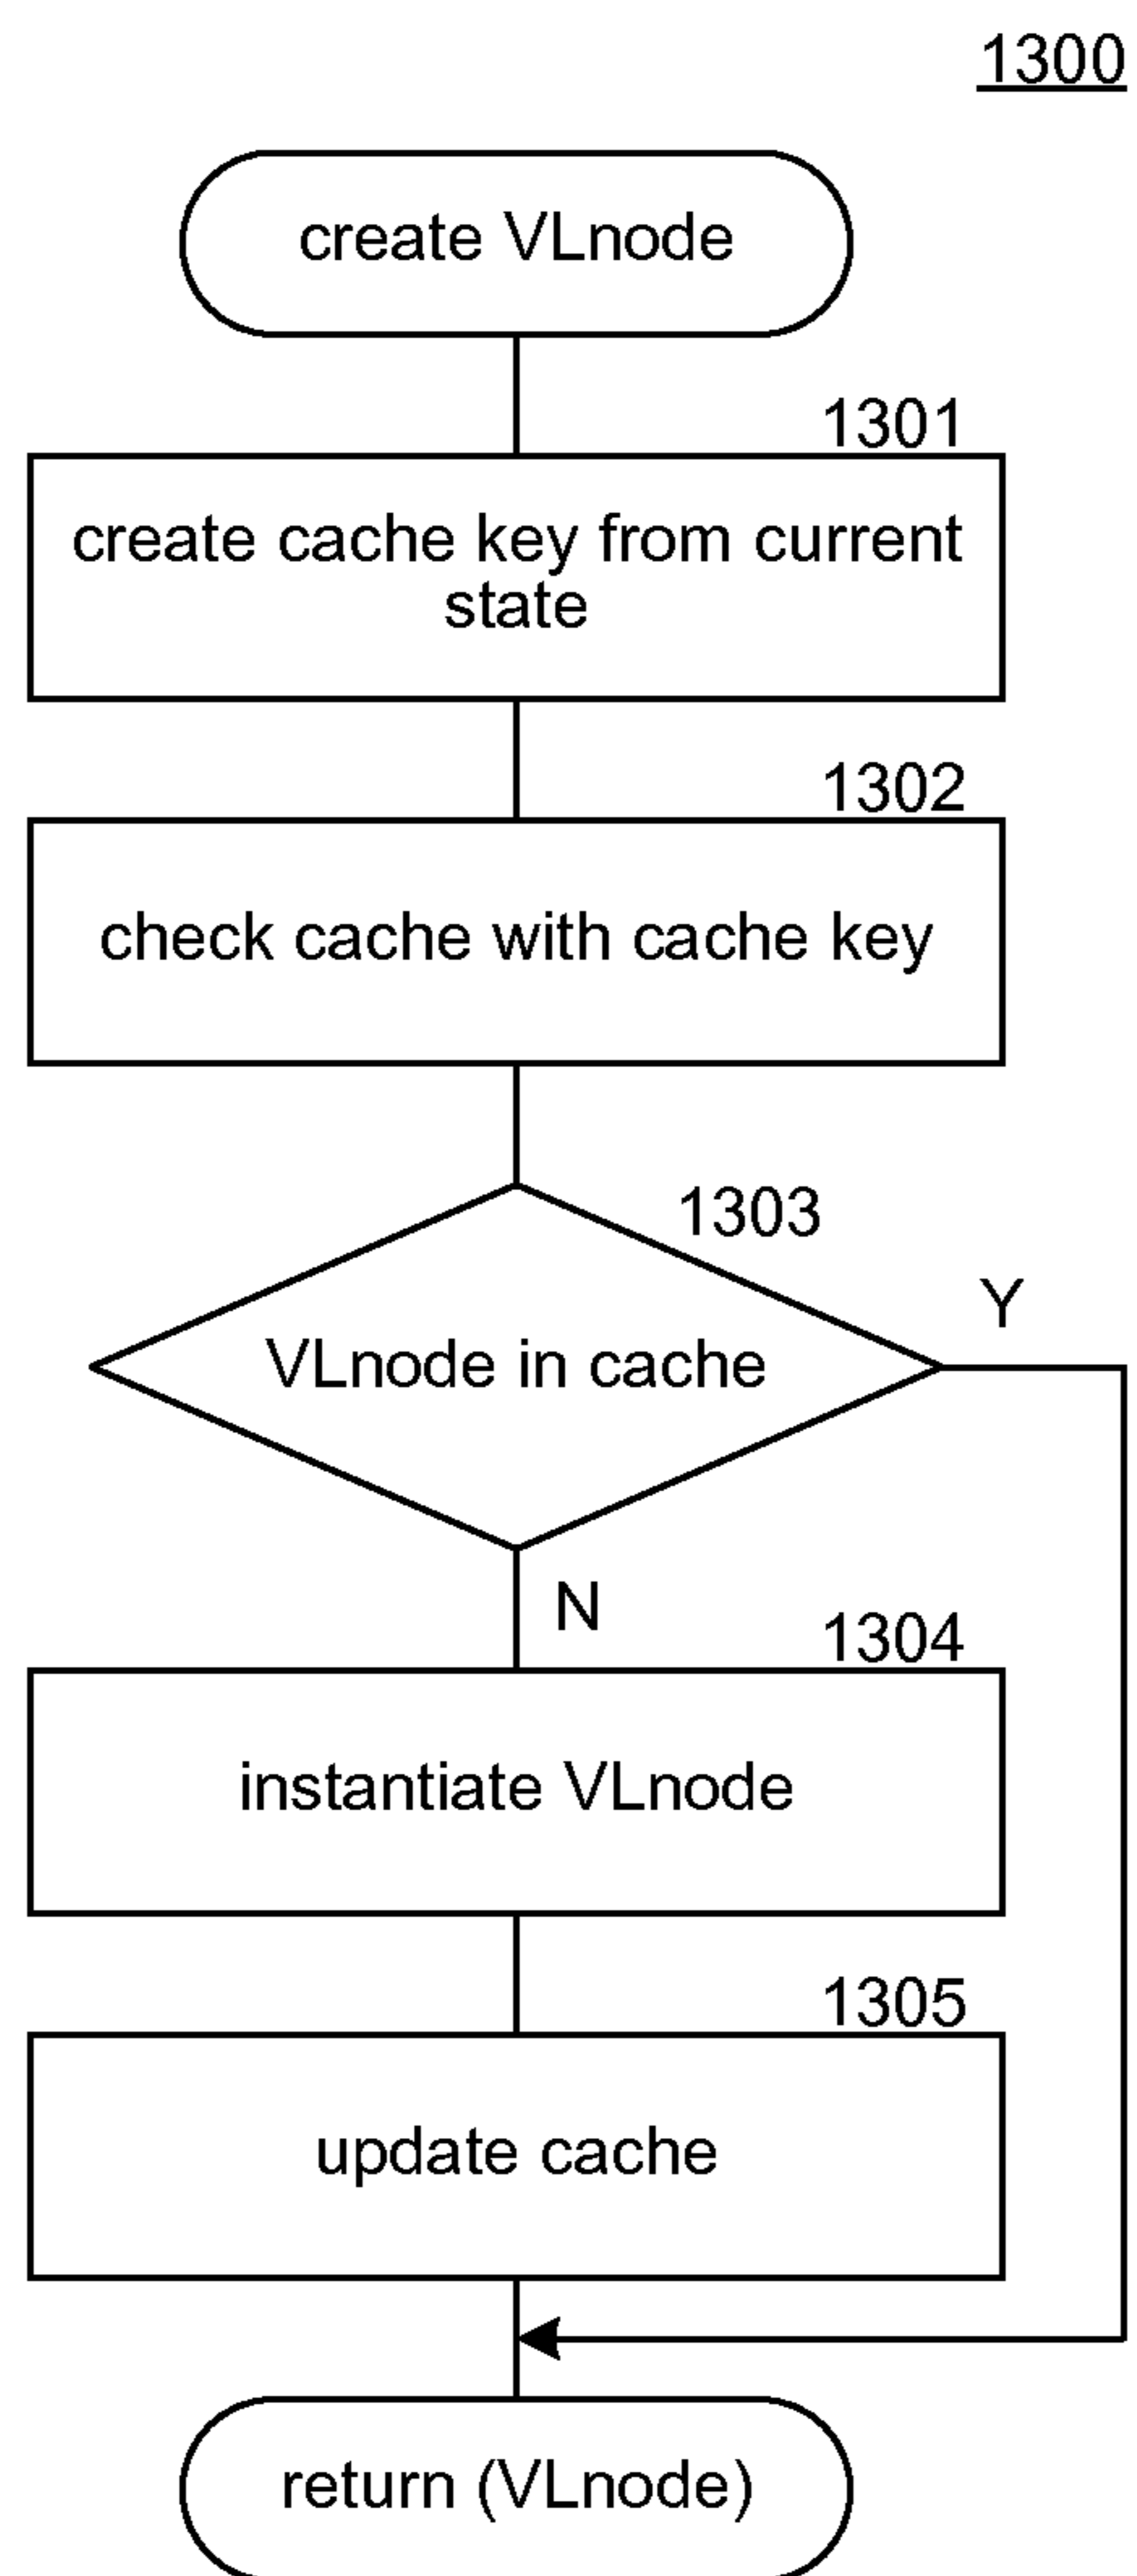 1300
create VLnode
1301
create cache key from current
state
1302
check cache with cache key
1303
Y
VLnode in cache
N
1304
instantiate VLnode
1305
update cache
return (VLnode)